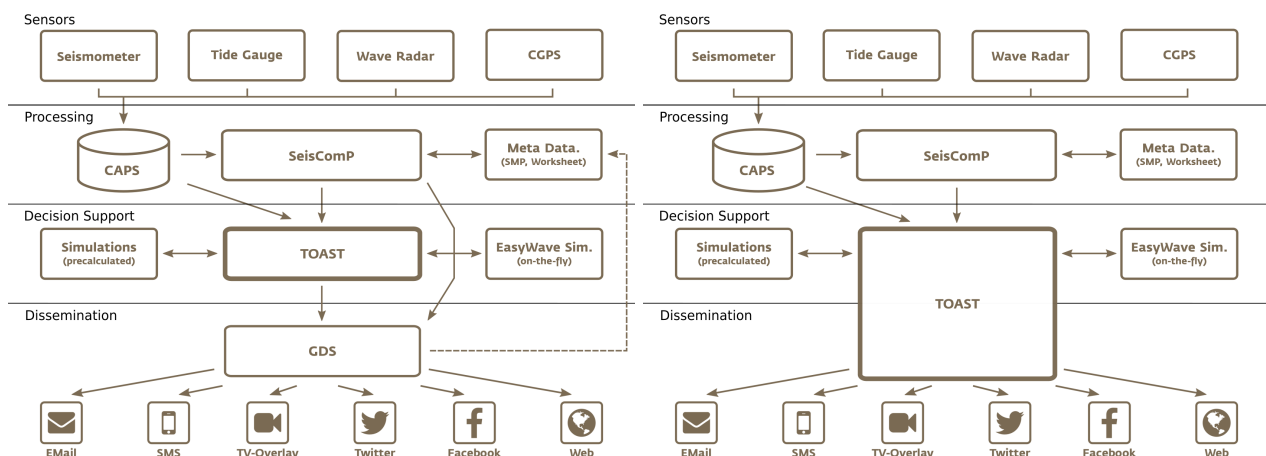 Sensors
Seismometer
Tide Gauge
Wave Radar
CGPS
Processing
CAPS
SeisComP
Meta Data.
(SMP, Worksheet)
Decision Support
Simulations
(precalculated)
TOAST
EasyWave Sim.
(on-the-fly)
Dissemination
GDS
EMail
SMS
TV-Overlay
Twitter
Facebook
Web
Sensors
Seismometer
Tide Gauge
Wave Radar
CGPS
Processing
CAPS
SeisComP
Meta Data.
(SMP, Worksheet)
Decision Support
Simulations
(precalculated)
EasyWave Sim.
(on-the-fly)
TOAST
Dissemination
EMail
SMS
TV-Overlay
Twitter
Facebook
Web